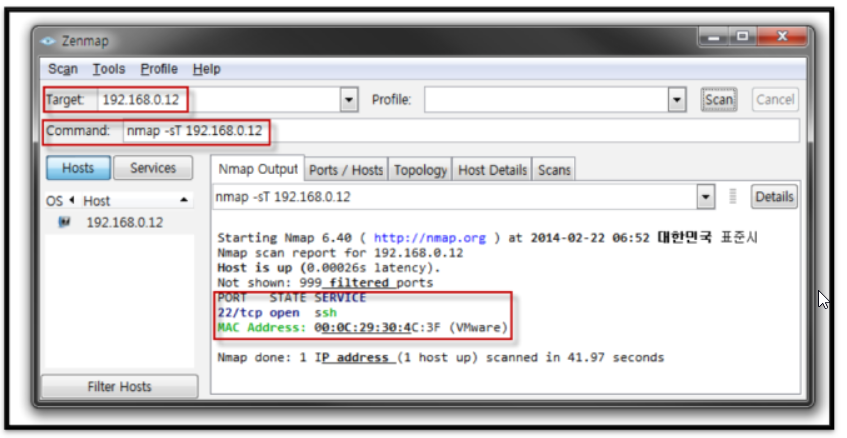 Zenmap
Scan Tools Profile Help
Target: 192.168.0.12 Profile: Scan Cancel
Command: nmap -sT 192.168.0.12
Hosts Services Nmap Output Ports / Hosts Topology Host Details Scans
OS Host nmap -sT 192.168.0.12 Details
192.168.0.12
Starting Nmap 6.40 ( http://nmap.org ) at 2014-02-22 06:52 대한민국 표준시
Nmap scan report for 192.168.0.12
Host is up (0.00026s latency).
Not shown: 999 filtered ports
PORT STATE SERVICE
22/tcp open ssh
MAC Address: 00:0C:29:30:4C:3F (VMware)
Nmap done: 1 IP address (1 host up) scanned in 41.97 seconds
Filter Hosts